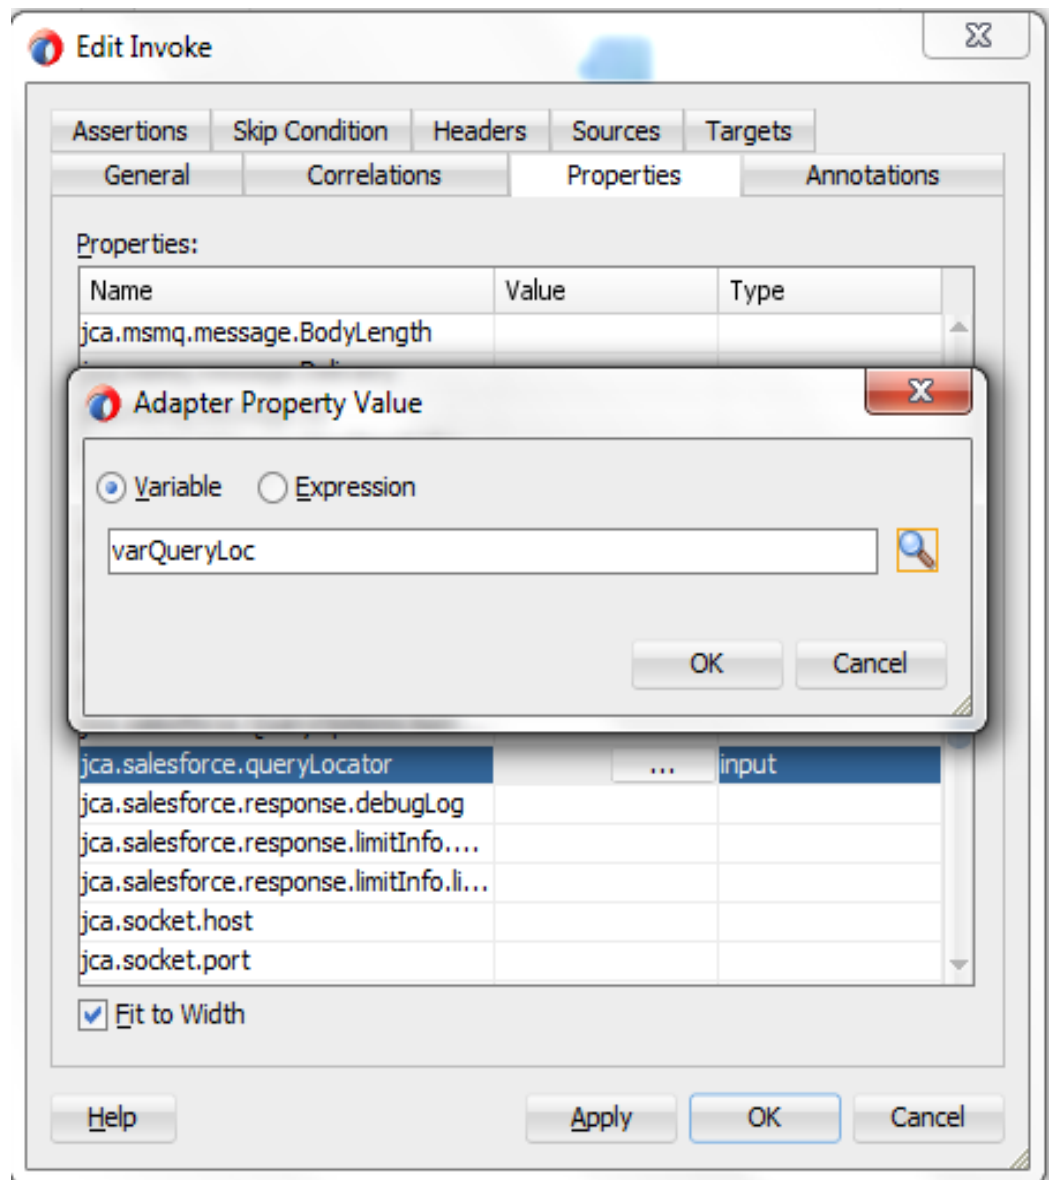 Edit Invoke
Assertions Skip Condition Headers Sources Targets
General Correlations Properties Annotations
Properties:
Name Value Type
jca.msmq.message.BodyLength
Adapter Property Value
Variable Expression
varQueryLoc
OK Cancel
jca.salesforce.queryLocator ... input
jca.salesforce.response.debugLog
jca.salesforce.response.limitInfo....
jca.salesforce.response.limitInfo.li...
jca.socket.host
jca.socket.port
Fit to Width
Help Apply OK Cancel